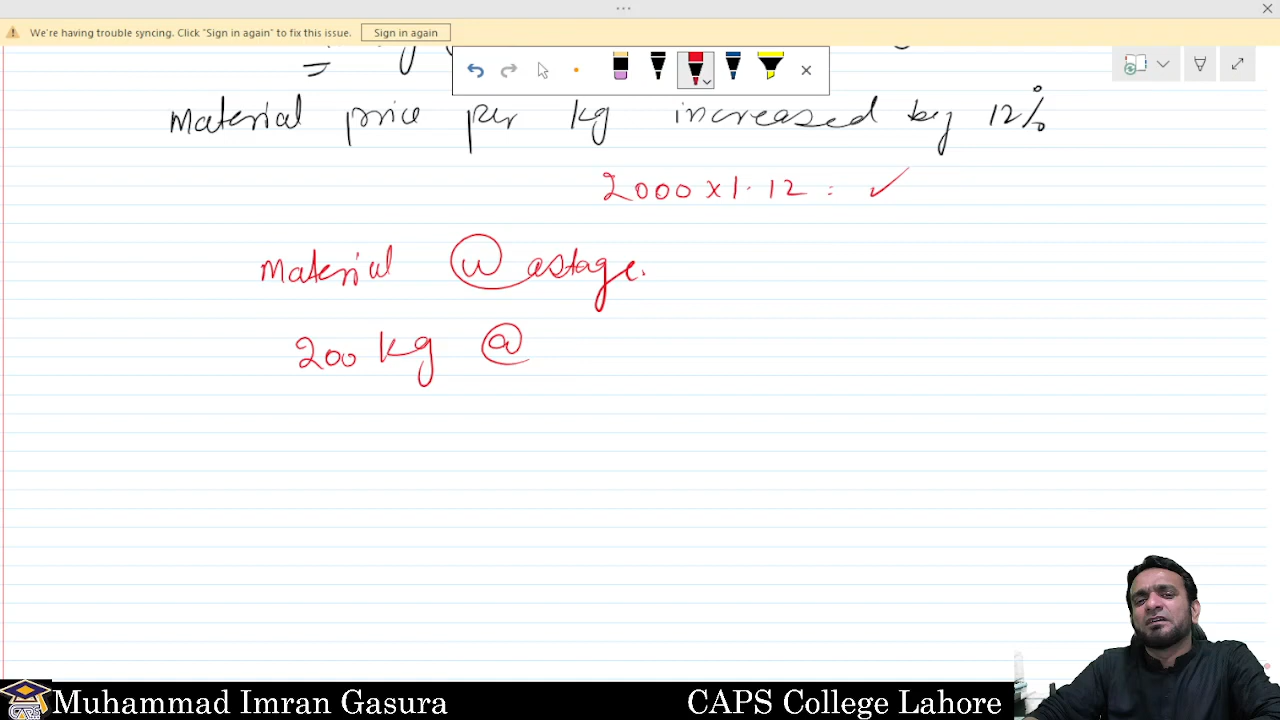 We're having trouble syncing. Click "Sign in again" to fix this issue. Sign in again
material price per kg increased by 12%
2000 x 1.12 =
material wastage.
200 kg @
Muhammad Imran Gasura CAPS College Lahore